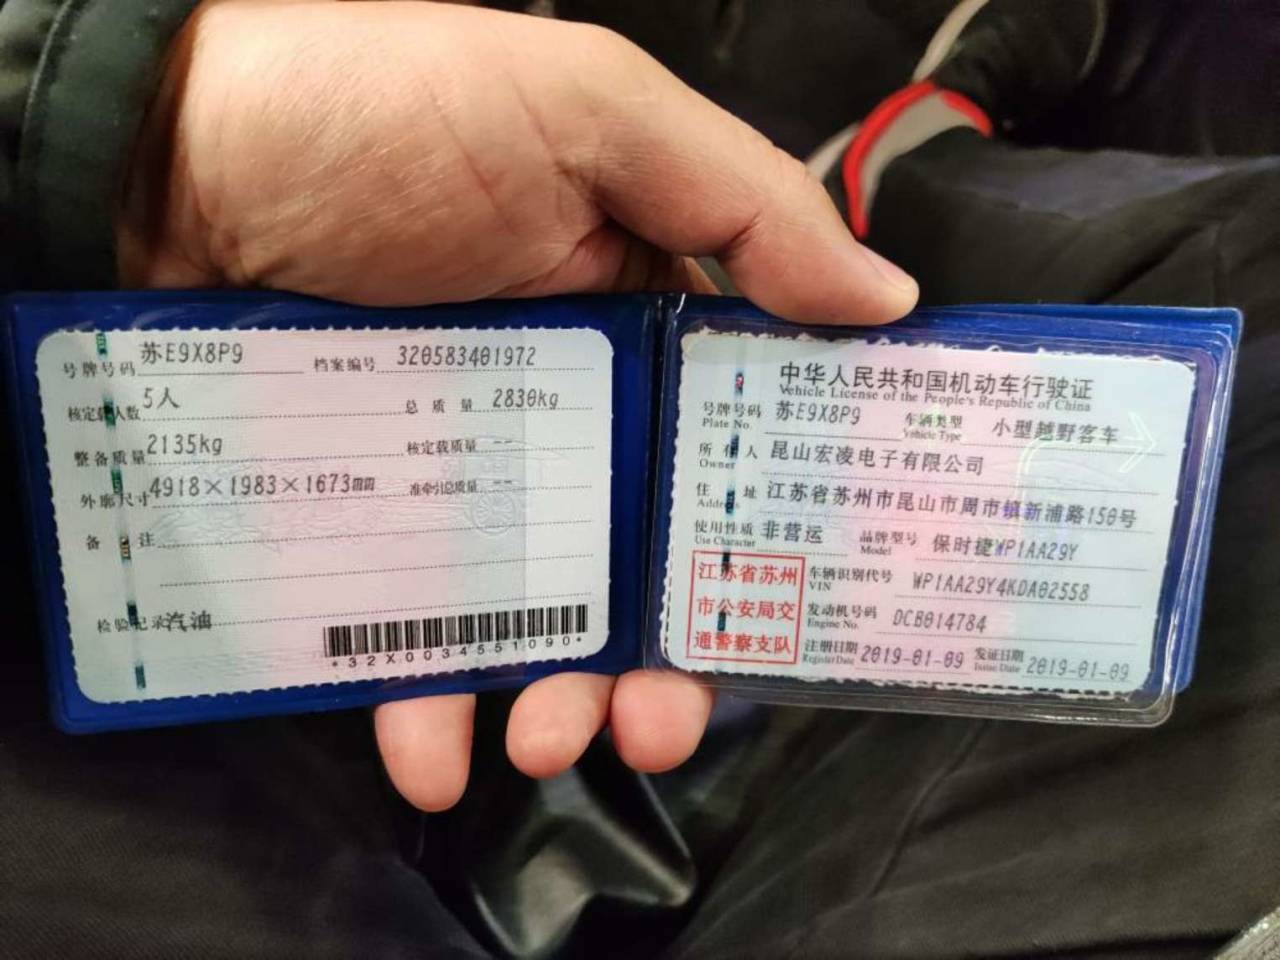 号牌号码 苏E9X8P9 档案编号 320583401972
核定载人数 5人 总质量 2830kg
整备质量 2135kg 核定载质量 --
外廓尺寸 4918×1983×1673mm 准牵引总质量 --
备注
检验记录 汽油
*32X0034551090*
中华人民共和国机动车行驶证
Vehicle License of the People's Republic of China
号牌号码 苏E9X8P9 车辆类型 小型越野客车
Plate No. Vehicle Type
所有人 昆山宏凌电子有限公司
Owner
住址 江苏省苏州市昆山市周市镇新浦路150号
Address
使用性质 非营运 品牌型号 保时捷WP1AA29Y
Use Character Model
江苏省苏州
市公安局交
通警察支队
车辆识别代号 WP1AA29Y4KDA02558
VIN
发动机号码 DCB014784
Engine No.
注册日期 2019-01-09 发证日期 2019-01-09
Register Date Issue Date